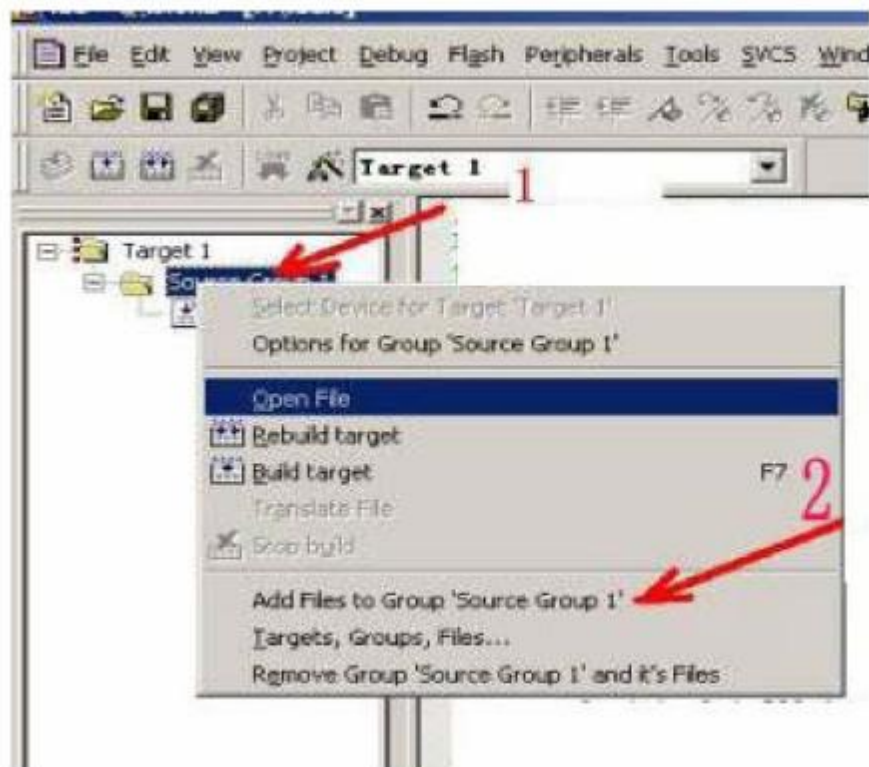 File Edit View Project Debug Flash Peripherals Tools SVCS Wind
Target 1
1
Target 1
Select Device for Target 'Target 1'
Options for Group 'Source Group 1'
Open File
Rebuild target
Build target F7
2
Translate File
Stop build
Add Files to Group 'Source Group 1'
Targets, Groups, Files...
Remove Group 'Source Group 1' and it's Files